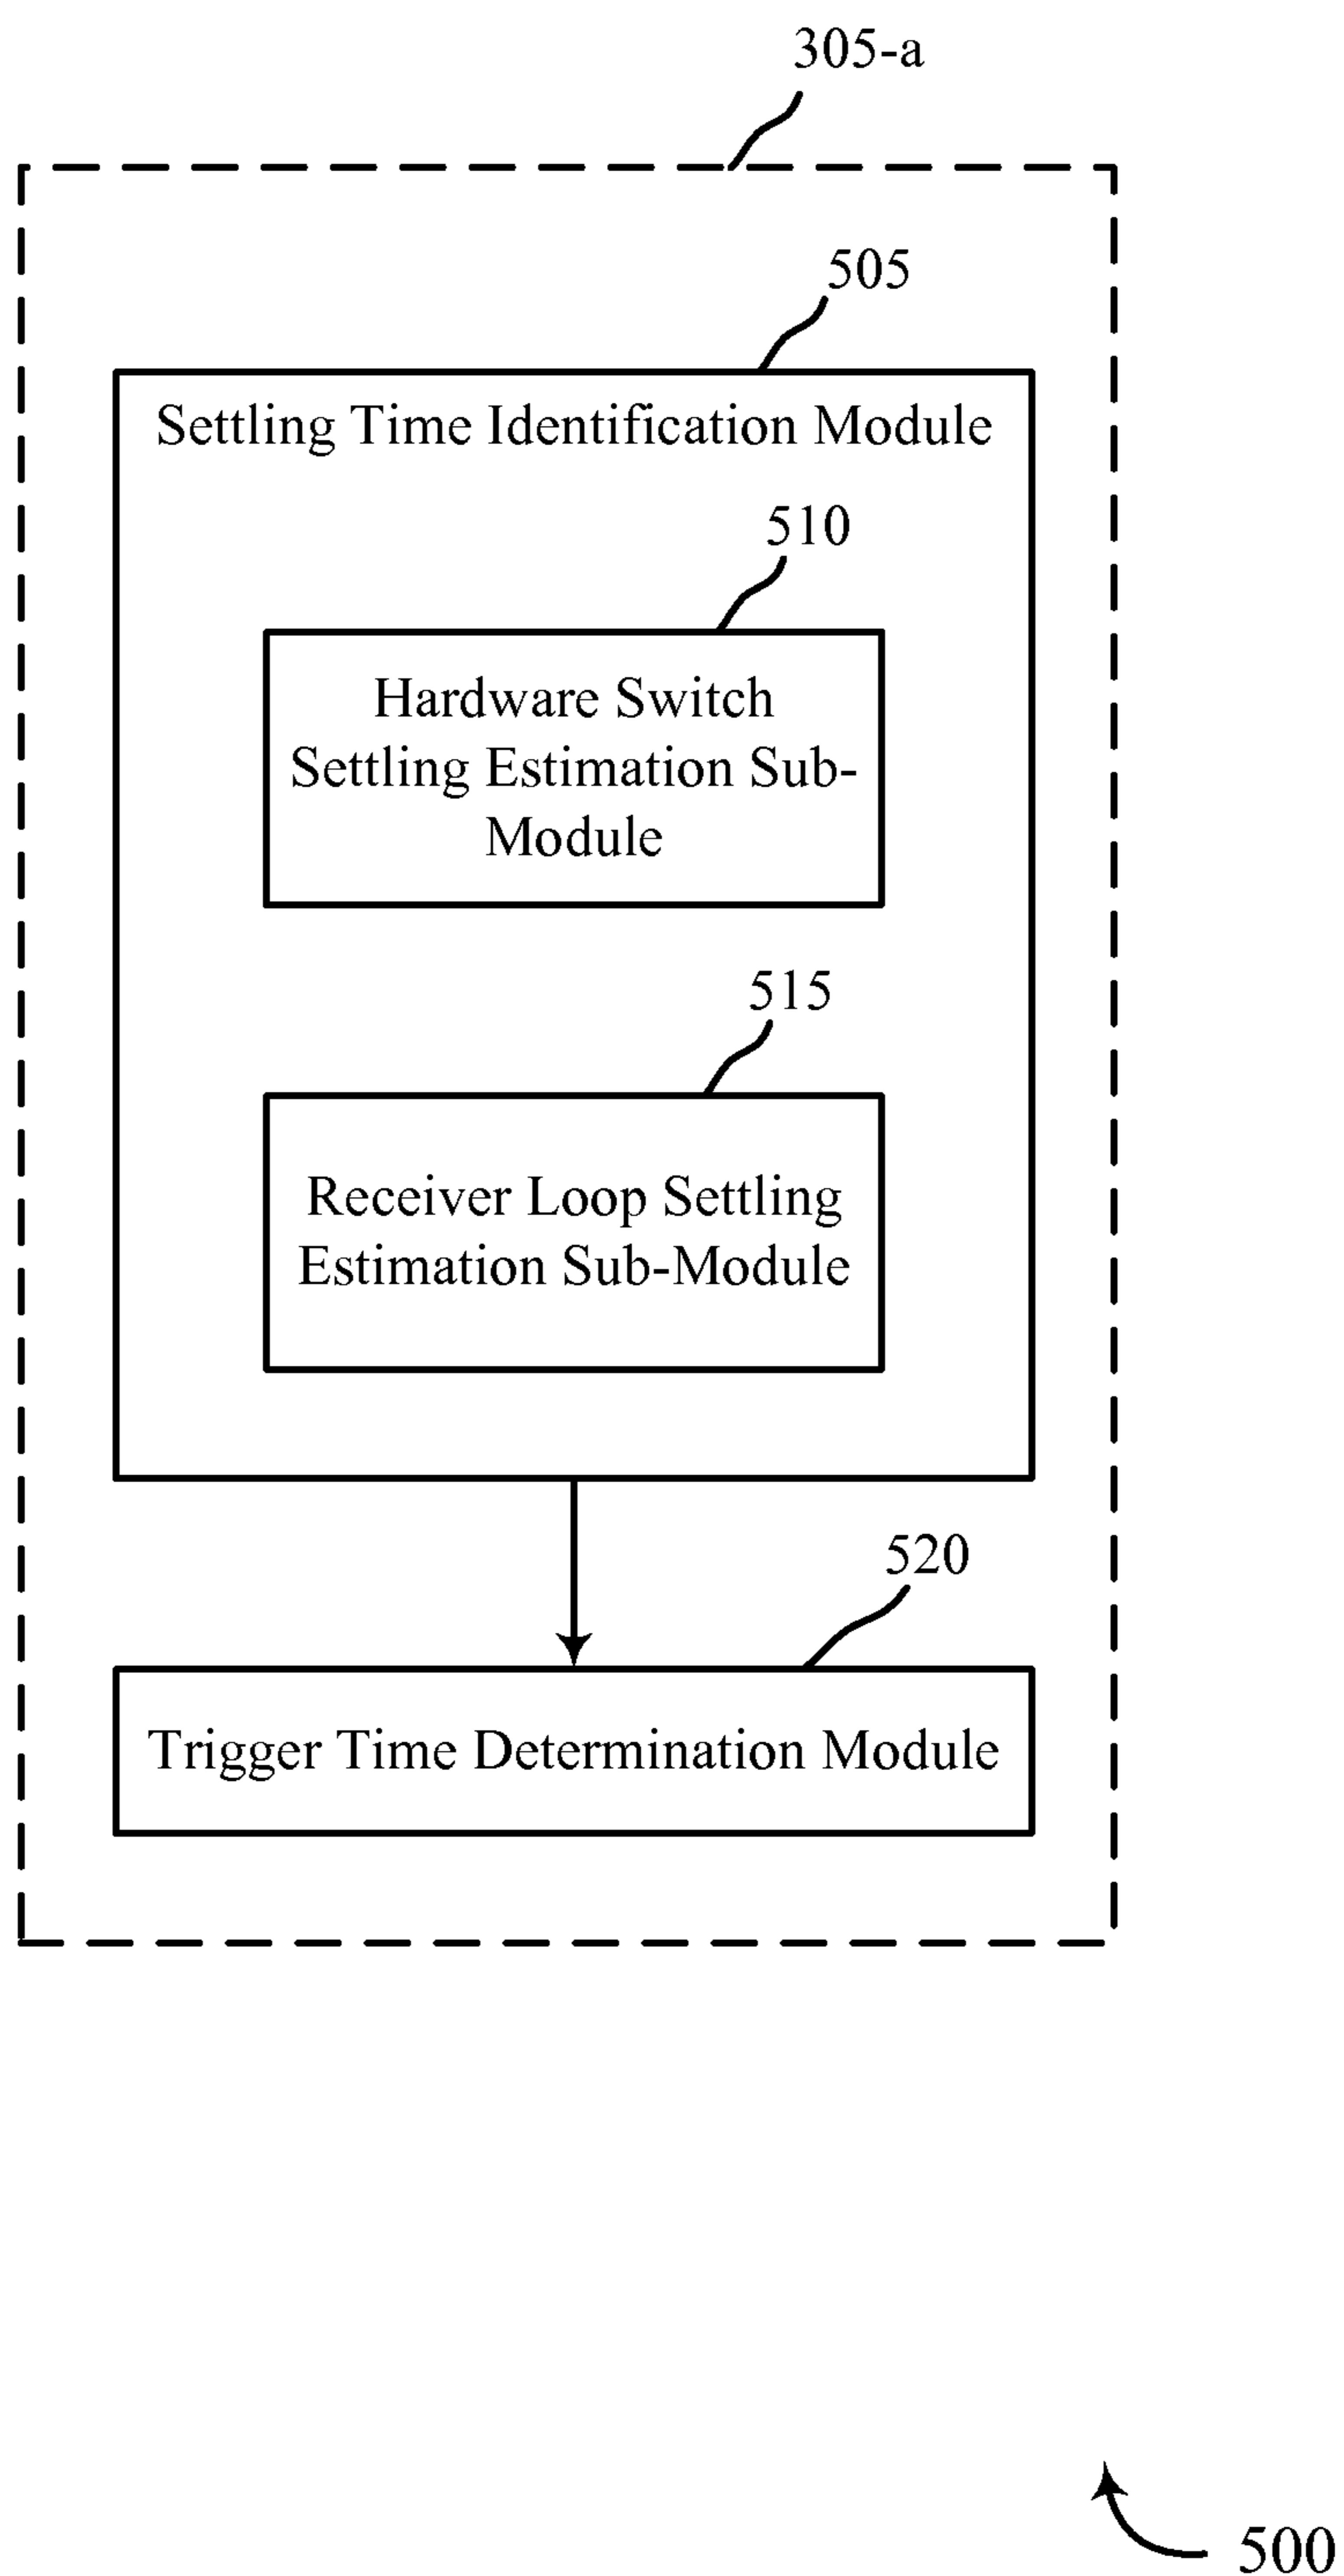 305-a
505
Settling Time Identification Module
510
Hardware Switch
Settling Estimation Sub-
Module
515
Receiver Loop Settling
Estimation Sub-Module
520
Trigger Time Determination Module
500